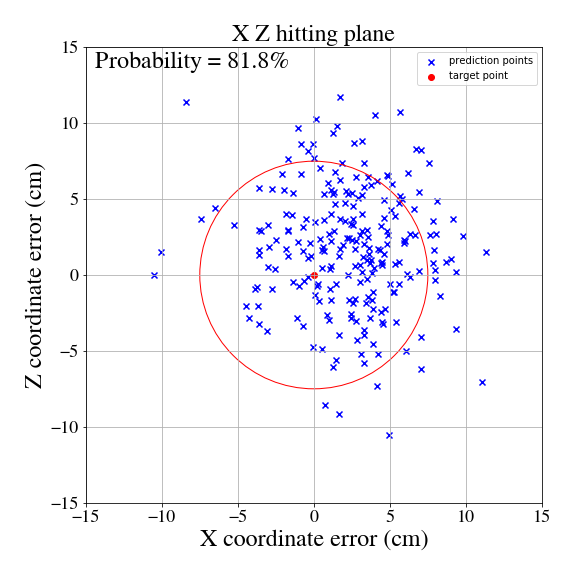 X Z hitting plane
Probability = 81.8%
prediction points
target point
15
10
5
0
−5
−10
−15
−15 −10 −5 0 5 10 15
Z coordinate error (cm)
X coordinate error (cm)